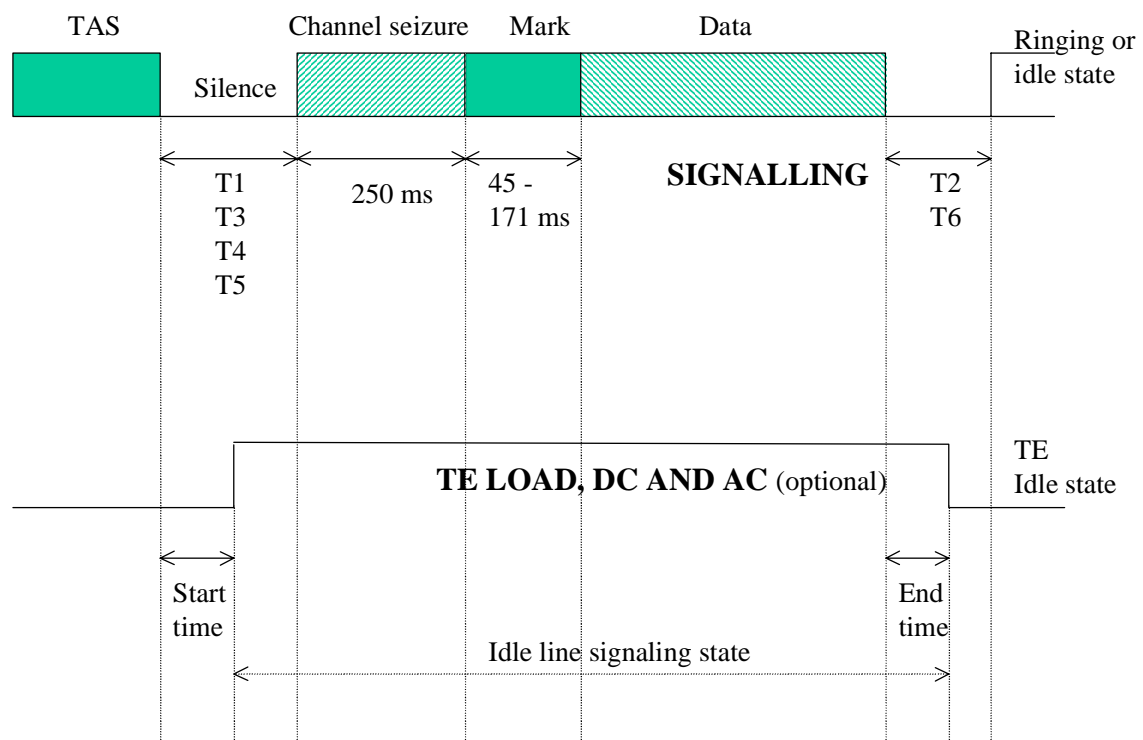 TAS
Channel seizure
Mark
Data
Ringing or
idle state
Silence
T1
T3
T4
T5
250 ms
45 -
171 ms
SIGNALLING
T2
T6
TE LOAD, DC AND AC (optional)
TE
Idle state
Start
time
End
time
Idle line signaling state